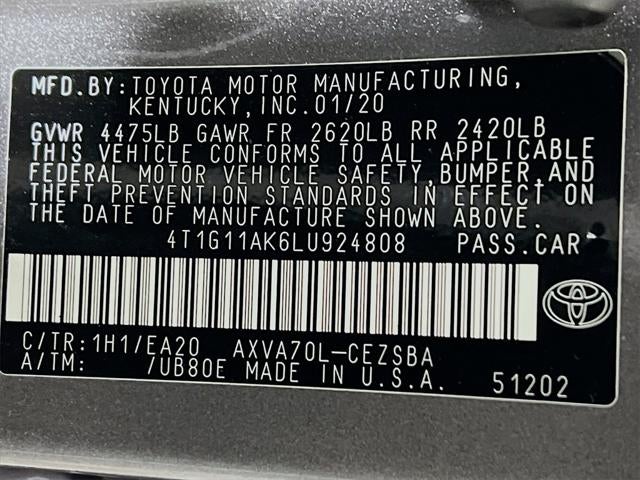 MFD.BY: TOYOTA MOTOR MANUFACTURING,
KENTUCKY, INC. 01/20
GVWR 4475LB GAWR FR 2620LB RR 2420LB
THIS VEHICLE CONFORMS TO ALL APPLICABLE
FEDERAL MOTOR VEHICLE SAFETY, BUMPER, AND
THEFT PREVENTION STANDARDS IN EFFECT ON
THE DATE OF MANUFACTURE SHOWN ABOVE.
4T1G11AK6LU924808 PASS.CAR
C/TR: 1H1/EA20 AXVA70L-CEZSBA
A/TM: /UB80E MADE IN U.S.A. 51202